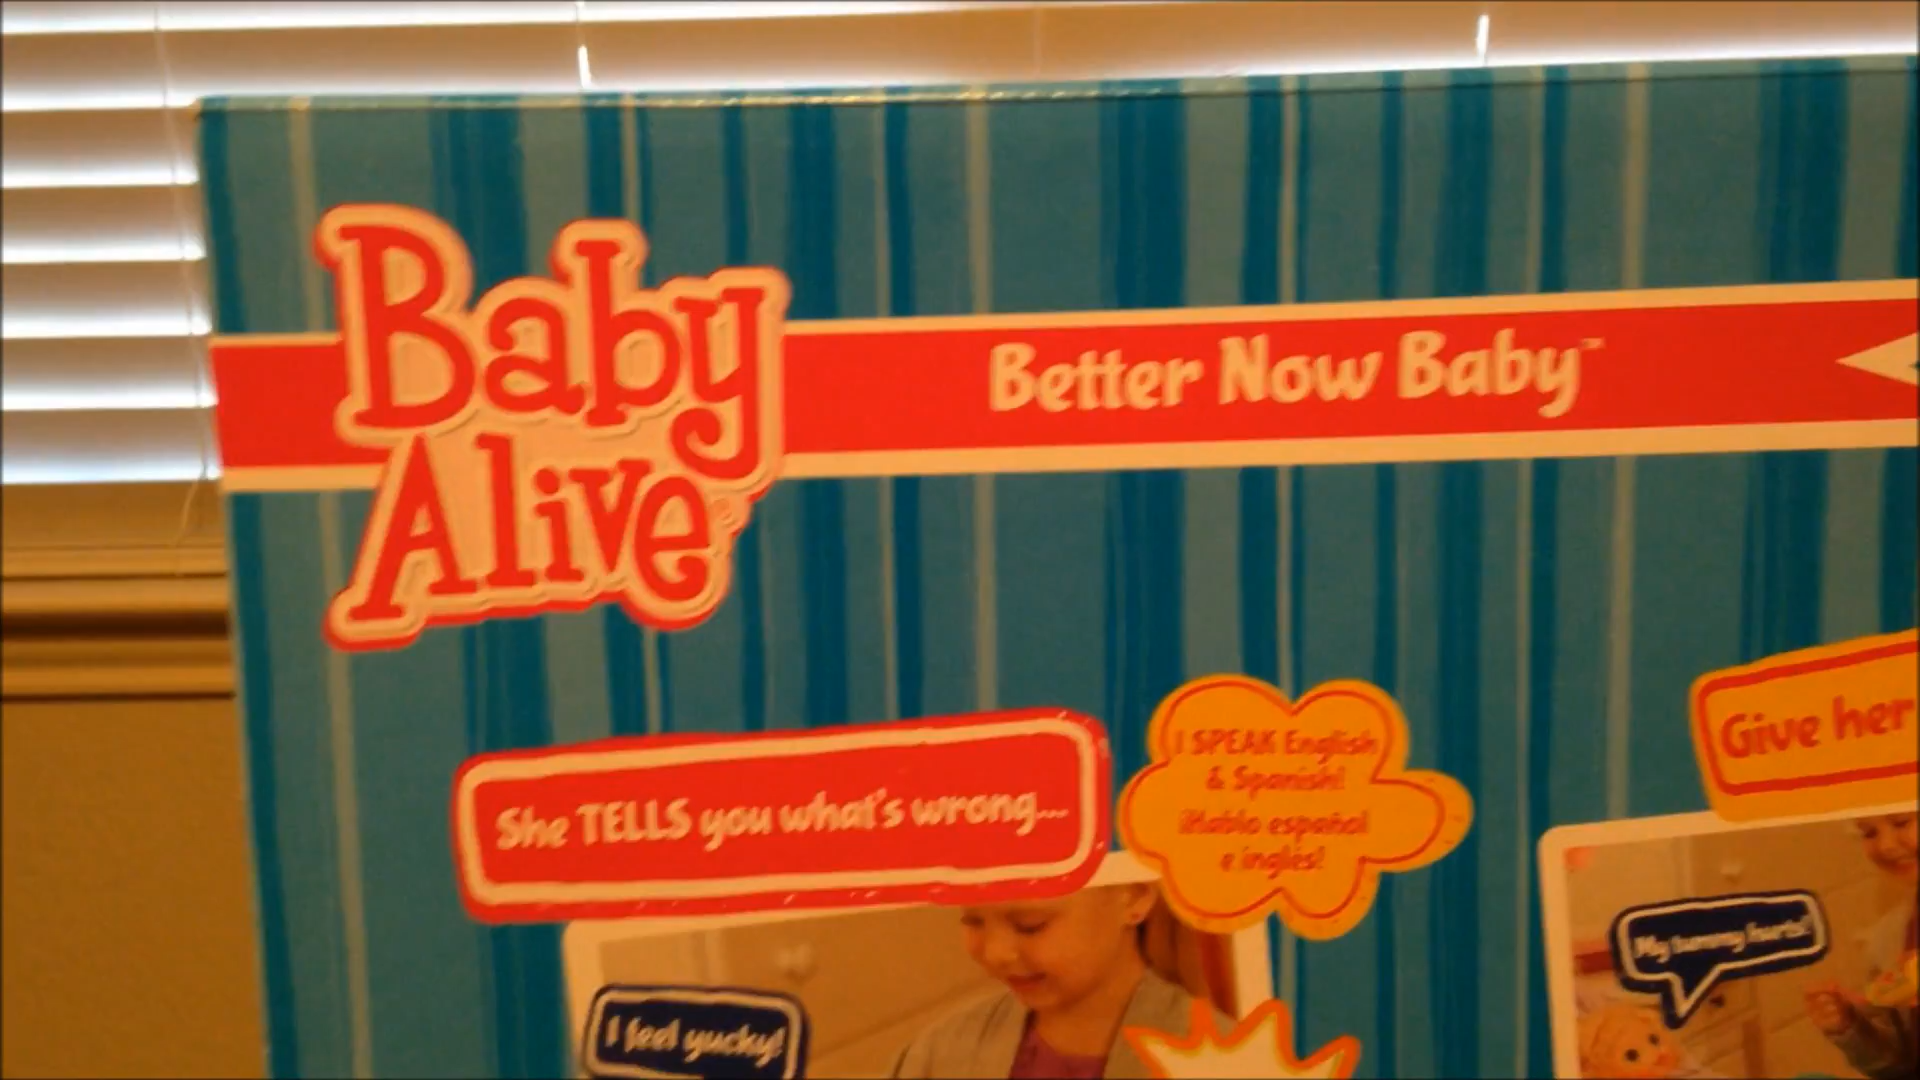 Baby
Alive®
Better Now Baby™
She TELLS you what's wrong...
I SPEAK English
& Spanish!
¡Hablo español
e inglés!
Give her
My tummy hurts!
I feel yucky!